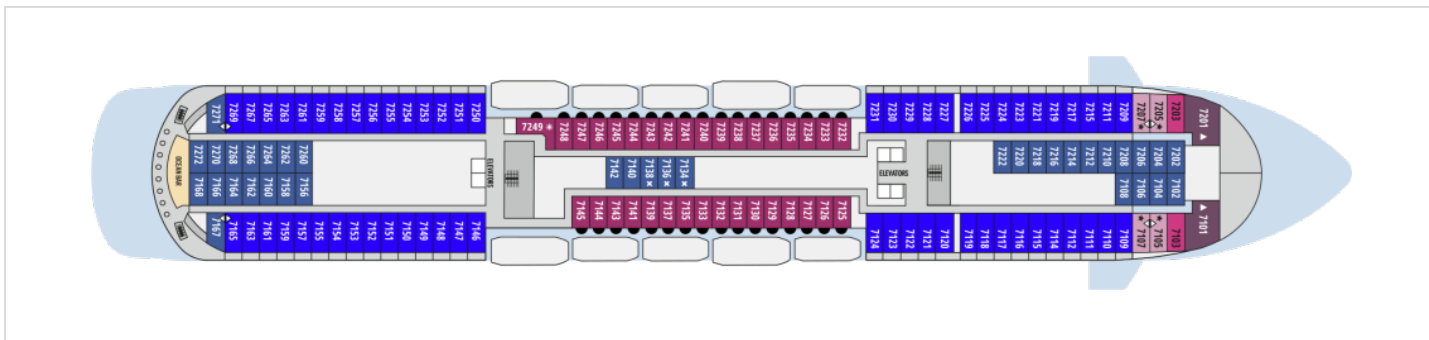 7271 7269 7267 7265 7263 7261 7259 7258 7257 7256 7255 7254 7253 7252 7251 7250
7249 * 7248 7247 7246 7245 7244 7243 7242 7241 7240 7239 7238 7237 7236 7235 7234 7233 7232
7231 7230 7229 7228 7227 7226 7225 7224 7223 7221 7219 7217 7215 7211 7209 7207 * 7205 * 7203 7201
7272 7270 7268 7266 7264 7262 7260
OCEAN BAR
7168 7166 7164 7162 7160 7158 7156
ELEVATORS
7142 7140 7138 x 7136 x 7134 x
ELEVATORS
7222 7220 7218 7216 7214 7212 7210 7208 7206 7204 7202
7108 7106 7104 7102
7167 7165 7163 7161 7159 7157 7155 7154 7153 7152 7151 7150 7149 7148 7147 7146
7145 7144 7143 7141 7139 7137 7135 7133 7132 7131 7130 7129 7128 7127 7126 7125
7124 7123 7122 7121 7120 7119 7118 7117 7116 7115 7114 7112 7111 7110 7109 7107 * 7105 * 7103 7101